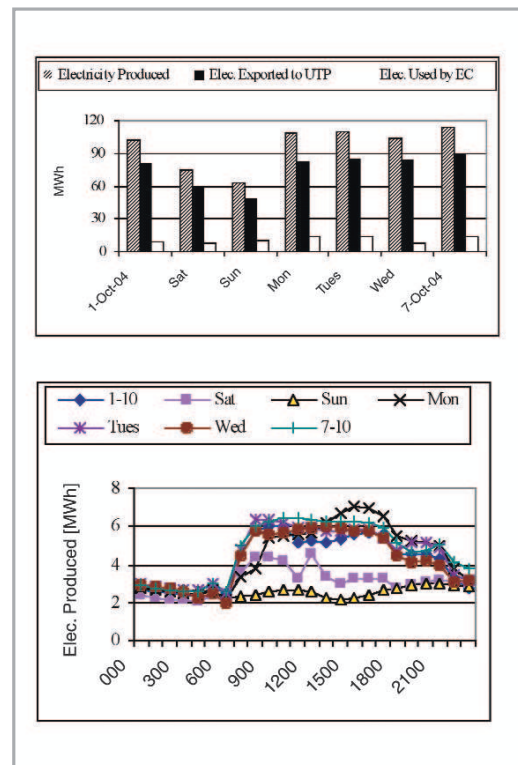 Electricity Produced Elec. Exported to UTP Elec. Used by EC
120
90
60
30
0
MWh
1-Oct-04 Sat Sun Mon Tues Wed 7-Oct-04
1-10 Sat Sun Mon
Tues Wed 7-10
8
6
4
2
0
Elec. Produced [MWh]
000 300 600 900 1200 1500 1800 2100